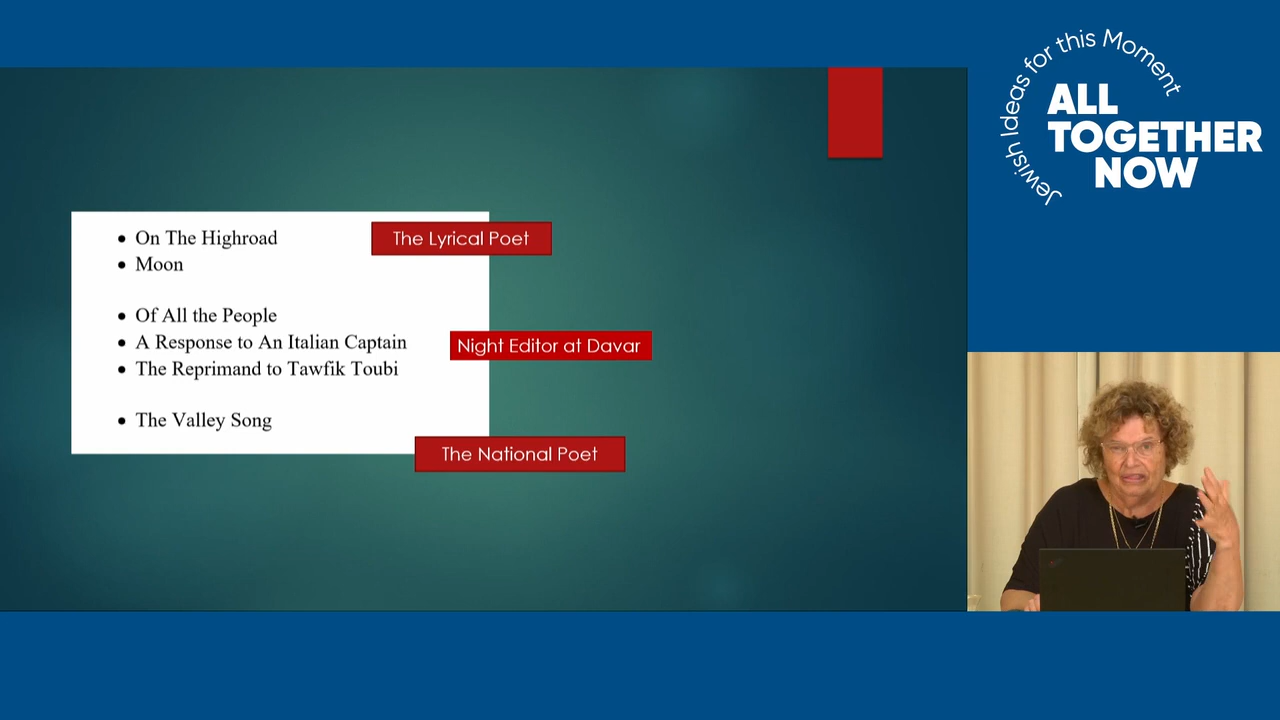 Jewish Ideas for this Moment
ALL
TOGETHER
NOW
• On The Highroad
The Lyrical Poet
• Moon
• Of All the People
• A Response to An Italian Captain
Night Editor at Davar
• The Reprimand to Tawfik Toubi
• The Valley Song
The National Poet